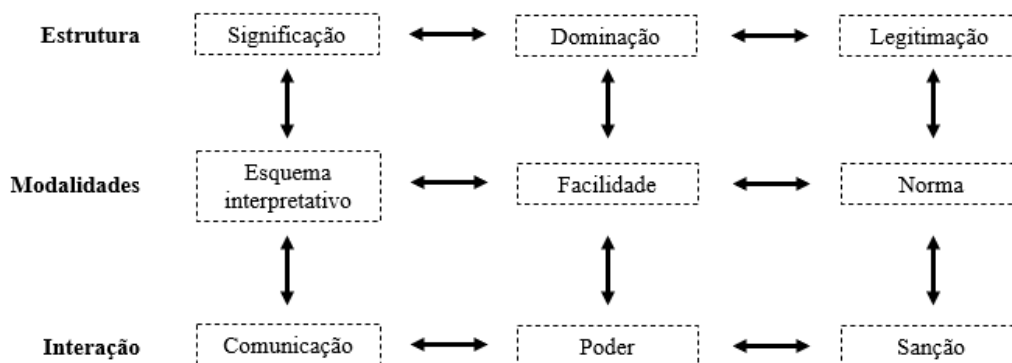 Estrutura Significação Dominação Legitimação
Modalidades Esquema interpretativo Facilidade Norma
Interação Comunicação Poder Sanção